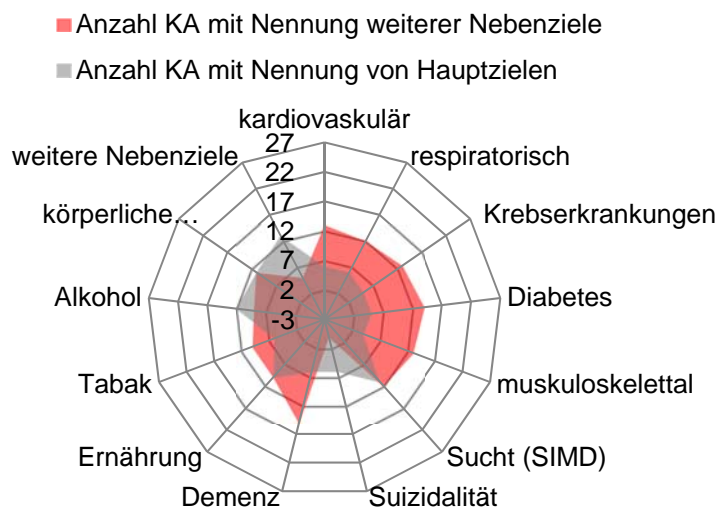 Anzahl KA mit Nennung weiterer Nebenziele
Anzahl KA mit Nennung von Hauptzielen
kardiovaskulär
27
weitere Nebenziele
respiratorisch
22
körperliche...
17
Krebserkrankungen
12
7
Alkohol
2
Diabetes
-3
Tabak
muskuloskelettal
Ernährung
Sucht (SIMD)
Demenz
Suizidalität